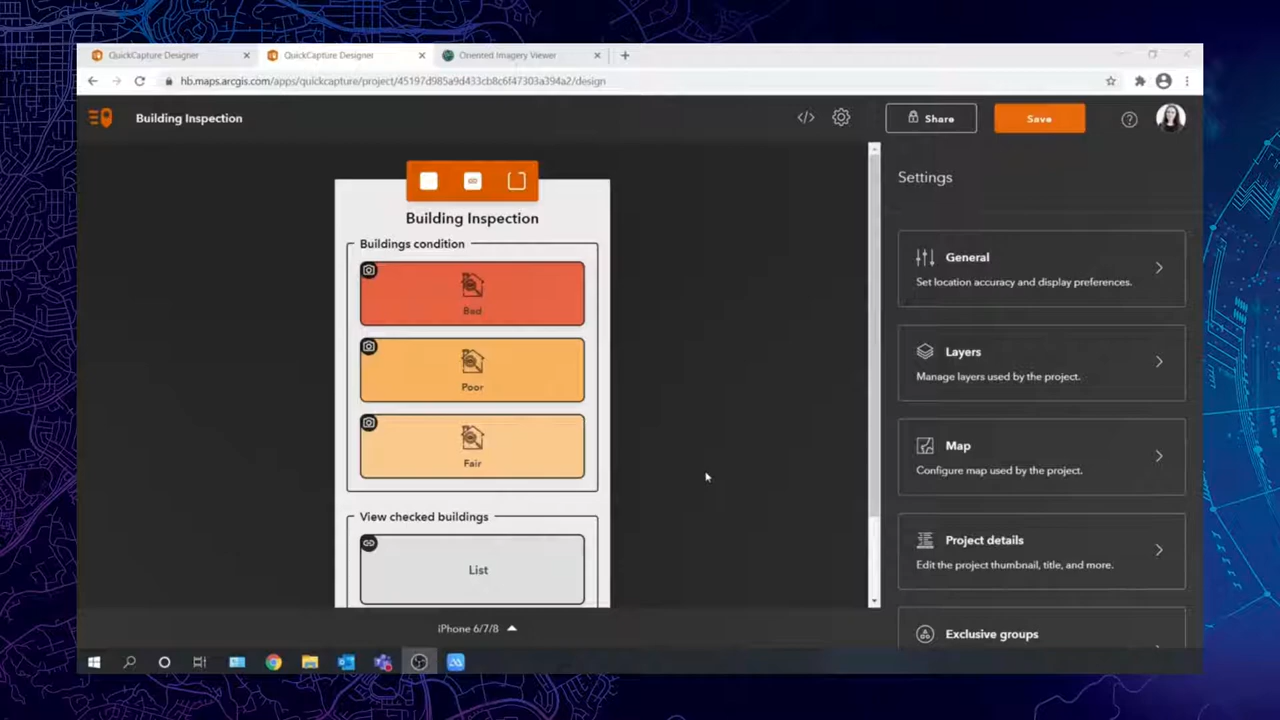 QuickCapture Designer
QuickCapture Designer
Oriented Imagery Viewer
hb.maps.arcgis.com/apps/quickcapture/project/45197d985a9d433cb8c6f47303a394a2/design
Building Inspection
</>
Share
Save
Building Inspection
Buildings condition
Bad
Poor
Fair
View checked buildings
List
iPhone 6/7/8
Settings
General
Set location accuracy and display preferences.
Layers
Manage layers used by the project.
Map
Configure map used by the project.
Project details
Edit the project thumbnail, title, and more.
Exclusive groups